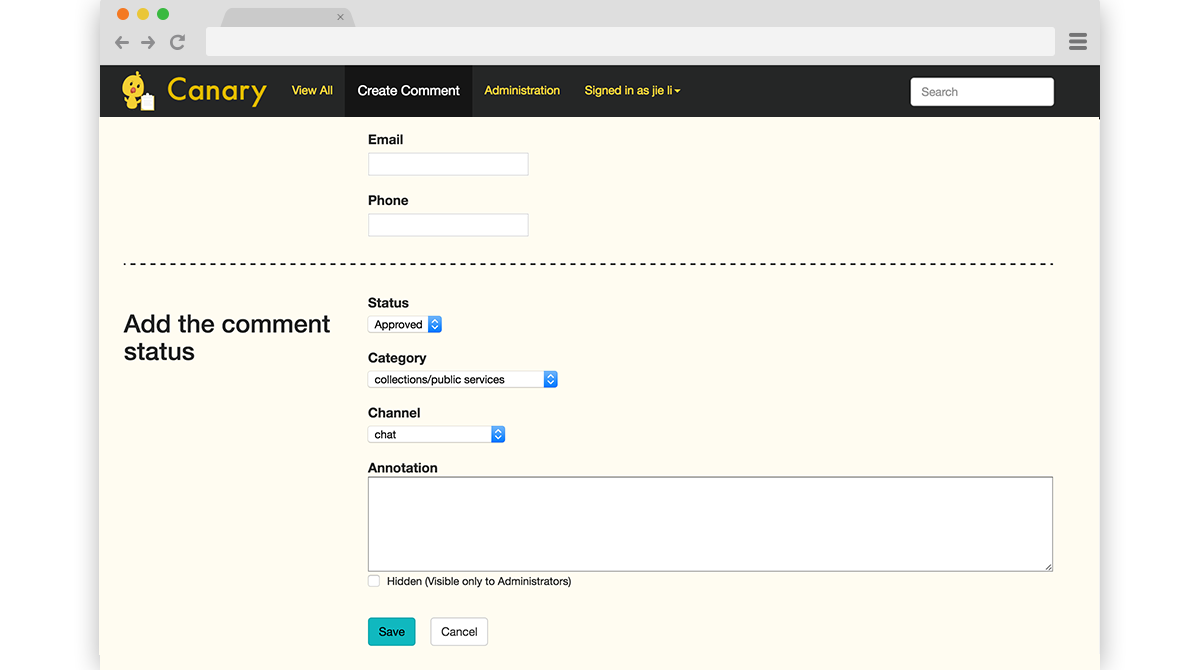 Canary View All Create Comment Administration Signed in as jie li Search
Email
Phone
Add the comment
status
Status
Approved
Category
collections/public services
Channel
chat
Annotation
Hidden (Visible only to Administrators)
Save Cancel